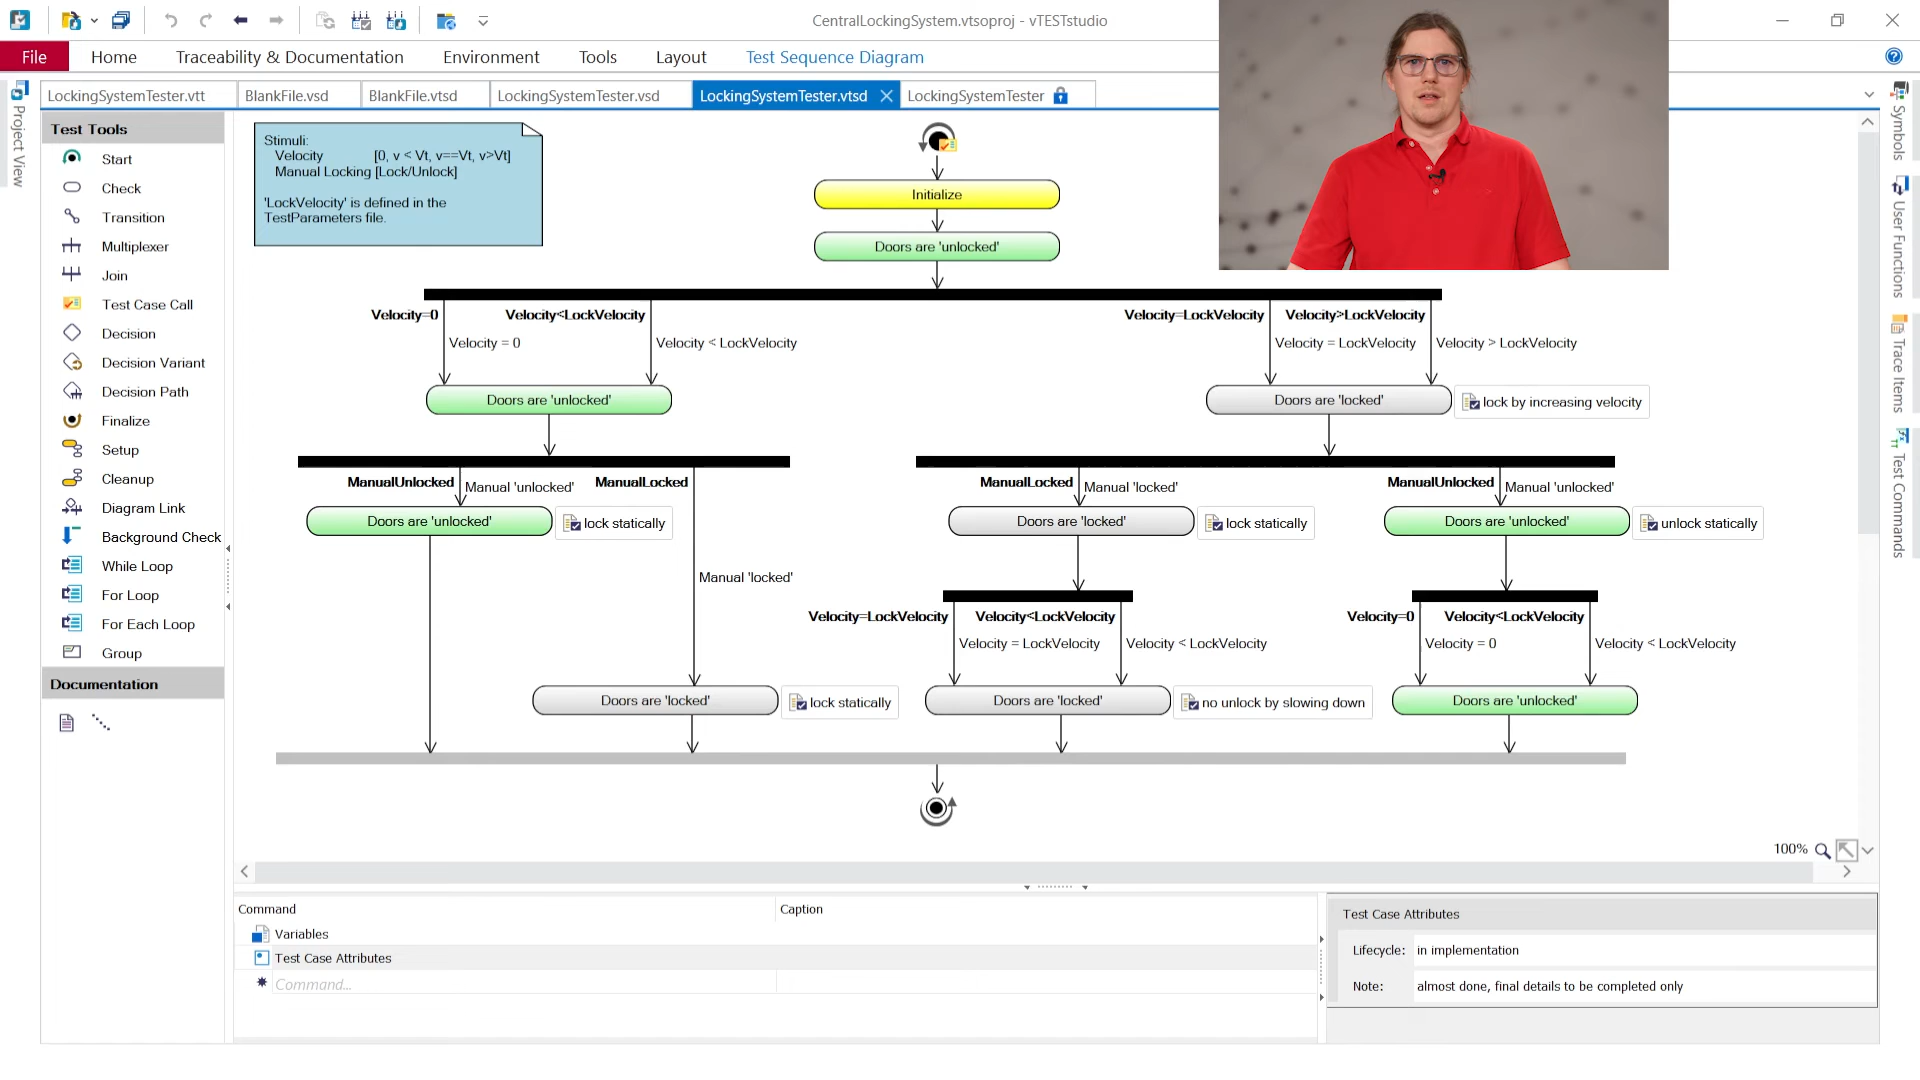 CentralLockingSystem.vtsoproj - vTESTstudio
File
Home
Traceability & Documentation
Environment
Tools
Layout
Test Sequence Diagram
LockingSystemTester.vtt
BlankFile.vsd
BlankFile.vtsd
LockingSystemTester.vsd
LockingSystemTester.vtsd
LockingSystemTester
Project View
Test Tools
Start
Check
Transition
Multiplexer
Join
Test Case Call
Decision
Decision Variant
Decision Path
Finalize
Setup
Cleanup
Diagram Link
Background Check
While Loop
For Loop
For Each Loop
Group
Documentation
Stimuli:
Velocity [0, v < Vt, v==Vt, v>Vt]
Manual Locking [Lock/Unlock]
'LockVelocity' is defined in the
TestParameters file.
Initialize
Doors are 'unlocked'
Velocity=0
Velocity<LockVelocity
Velocity=LockVelocity
Velocity>LockVelocity
Velocity = 0
Velocity < LockVelocity
Velocity = LockVelocity
Velocity > LockVelocity
Doors are 'unlocked'
Doors are 'locked'
lock by increasing velocity
ManualUnlocked
Manual 'unlocked'
ManualLocked
ManualLocked
Manual 'locked'
ManualUnlocked
Manual 'unlocked'
Doors are 'unlocked'
lock statically
Doors are 'locked'
lock statically
Doors are 'unlocked'
unlock statically
Manual 'locked'
Velocity=LockVelocity
Velocity<LockVelocity
Velocity=0
Velocity<LockVelocity
Velocity = LockVelocity
Velocity < LockVelocity
Velocity = 0
Velocity < LockVelocity
Doors are 'locked'
lock statically
Doors are 'locked'
no unlock by slowing down
Doors are 'unlocked'
100%
Symbols
User Functions
Trace Items
Test Commands
Command
Caption
Variables
Test Case Attributes
Command...
Test Case Attributes
Lifecycle: in implementation
Note: almost done, final details to be completed only